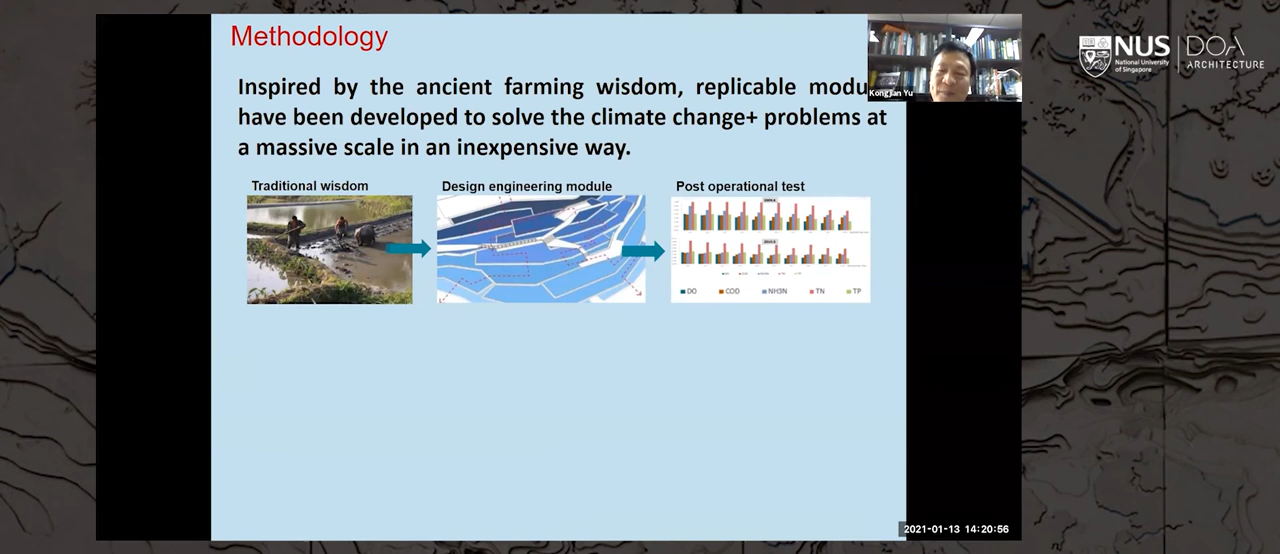 Methodology
Inspired by the ancient farming wisdom, replicable modu
have been developed to solve the climate change+ problems at
a massive scale in an inexpensive way.
Traditional wisdom
Design engineering module
Post operational test
DO COD NH3N TN TP
KongJian Yu
NUS
National University
of Singapore
DOA
ARCHITECTURE
2021-01-13 14:20:56